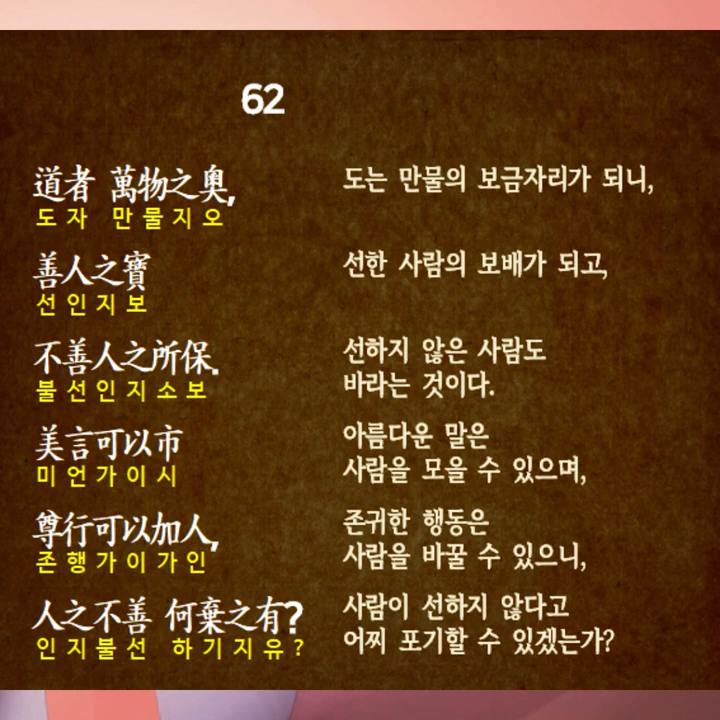 62
道者 萬物之奧,
도자 만물지오
도는 만물의 보금자리가 되니,
善人之寶
선인지보
선한 사람의 보배가 되고,
不善人之所保.
불선인지소보
선하지 않은 사람도
바라는 것이다.
美言可以市
미언가이시
아름다운 말은
사람을 모을 수 있으며,
尊行可以加人,
존행가이가인
존귀한 행동은
사람을 바꿀 수 있으니,
人之不善 何棄之有?
인지불선 하기지유?
사람이 선하지 않다고
어찌 포기할 수 있겠는가?